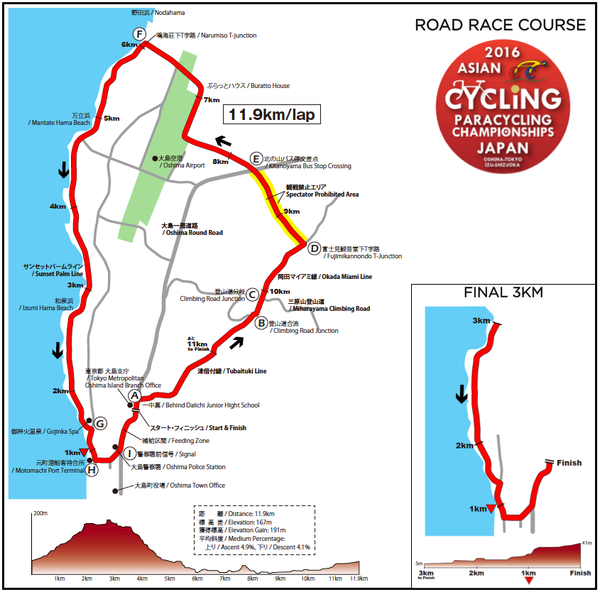 野田浜 / Nodahama
ROAD RACE COURSE
F
鳴海荘下T字路 / Narumiso T-junction
6km
2016
ASIAN
CYCLING
PARACYCLING
CHAMPIONSHIPS
JAPAN
OSHIMA-TOKYO
IZU-SHIZUOKA
ぶらっとハウス / Buratto House
7km
11.9km/lap
万立浜
/ Mantate Hama Beach
5km
8km
E
北の山バス停交差点
/ Kitanoyama Bus Stop Crossing
大島空港
/ Oshima Airport
観戦禁止エリア
Spectator Prohibited Area
4km
9km
大島一周道路
/ Oshima Round Road
D
富士見観音堂下T字路
/ Fujimikannondo T-Junction
サンセットパームライン
/ Sunset Palm Line
岡田マイアミ線 / Okada Miami Line
3km
登山道分岐
Climbing Road Junction
C
10km
和泉浜
/ Izumi Hama Beach
三原山登山道
/ Miharayama Climbing Road
B
登山道合流
/ Climbing Road Junction
あと
11km
to Finish
FINAL 3KM
3km
東京都 大島支庁
/ Tokyo Metropolitan
Oshima Island Branch Office
津倍付線 / Tubaituki Line
2km
A
一中裏 / Behind Daiichi Junior Hight School
スタート・フィニッシュ / Start & Finish
G
御神火温泉 / Gojinka Spa
補給区間 / Feeding Zone
2km
1km
I
警察署前信号 / Signal
元町港船客待合所
/ Motomachi Port Terminal
H
大島警察署 / Oshima Police Station
Finish
大島町役場 / Oshima Town Office
1km
200m
距 離 / Distance: 11.9km
標 高 差 / Elevation: 167m
獲得標高 / Elevation Gain: 191m
平均斜度 / Medium Percentage:
上り / Ascent 4.9%, 下り / Descent 4.1%
41m
5m
1km 2km 3km 4km 5km 6km 7km 8km 9km 10km 11km 11.9km
3km
to Finish
2km 1km Finish